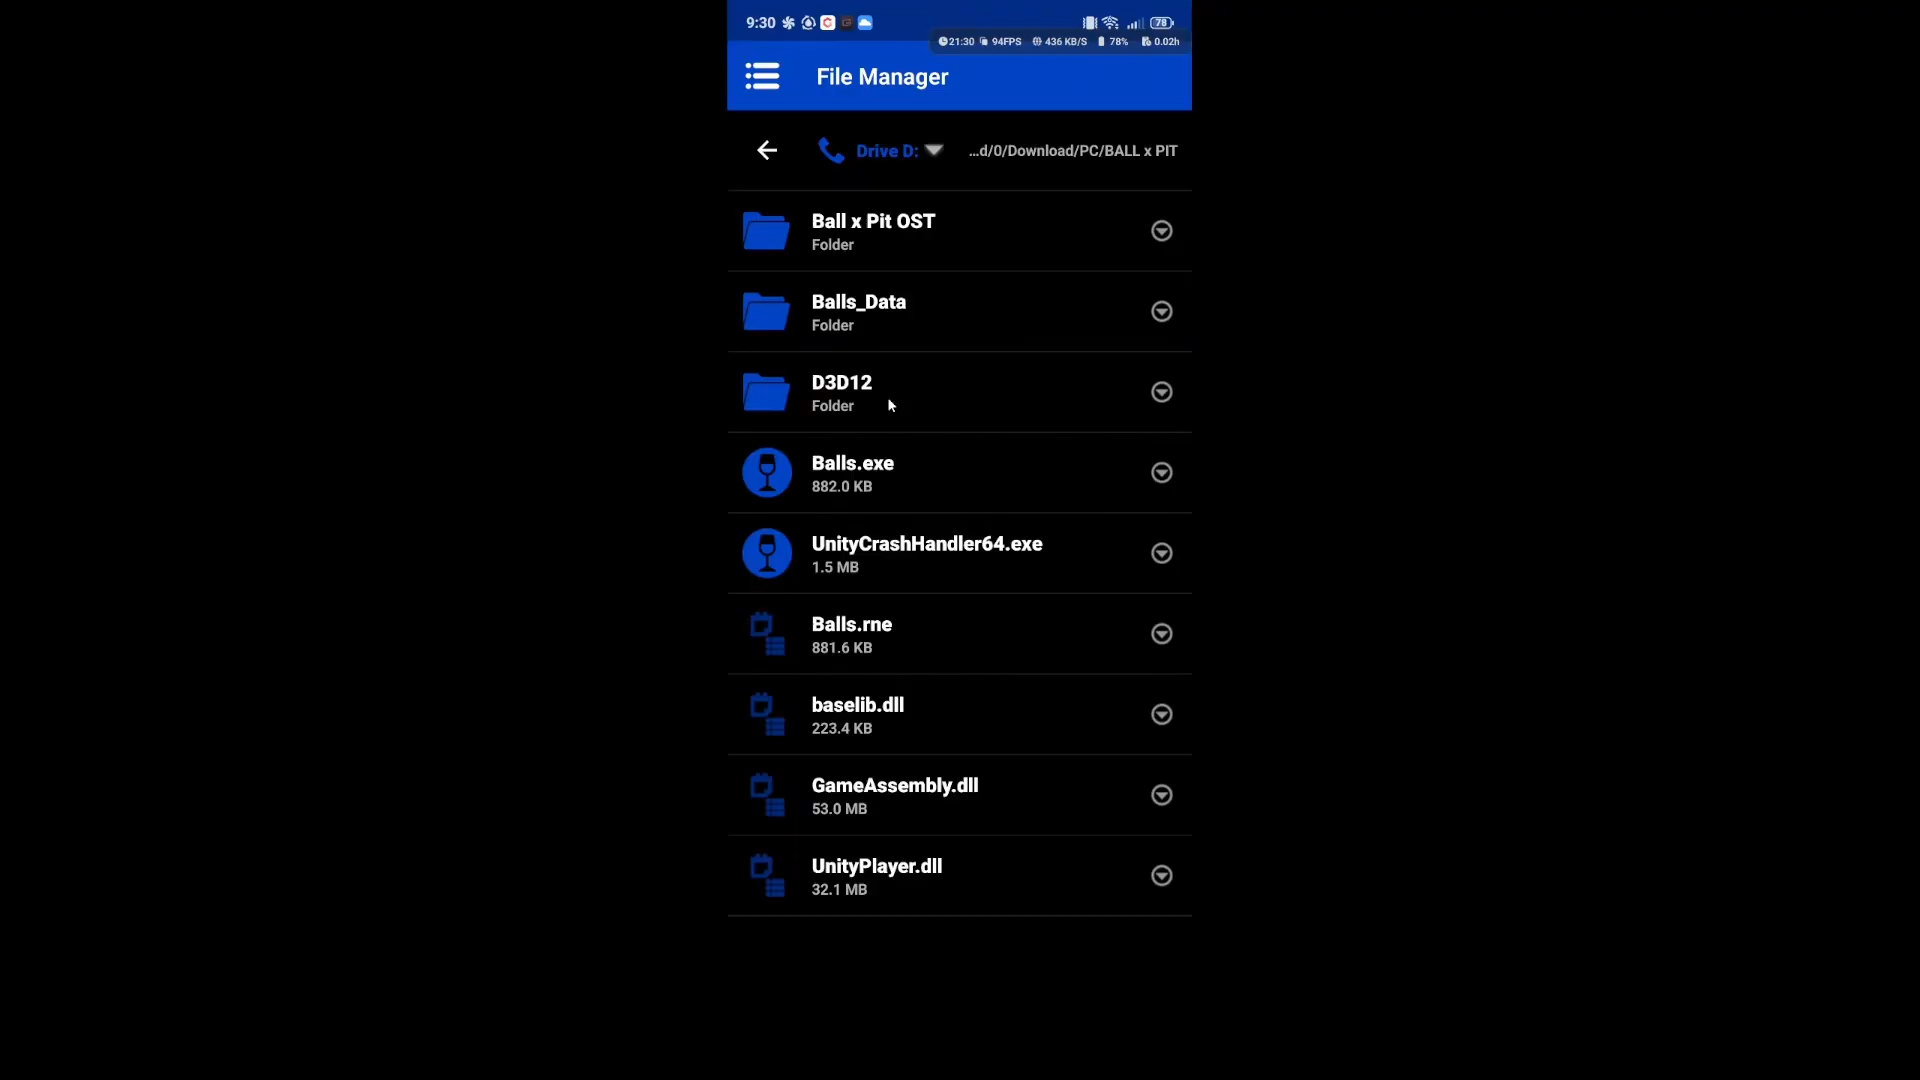 9:30
78
21:30 94FPS 436 KB/S 78% 0.02h
File Manager
Drive D: ...d/0/Download/PC/BALL x PIT
Ball x Pit OST
Folder
Balls_Data
Folder
D3D12
Folder
Balls.exe
882.0 KB
UnityCrashHandler64.exe
1.5 MB
Balls.rne
881.6 KB
baselib.dll
223.4 KB
GameAssembly.dll
53.0 MB
UnityPlayer.dll
32.1 MB